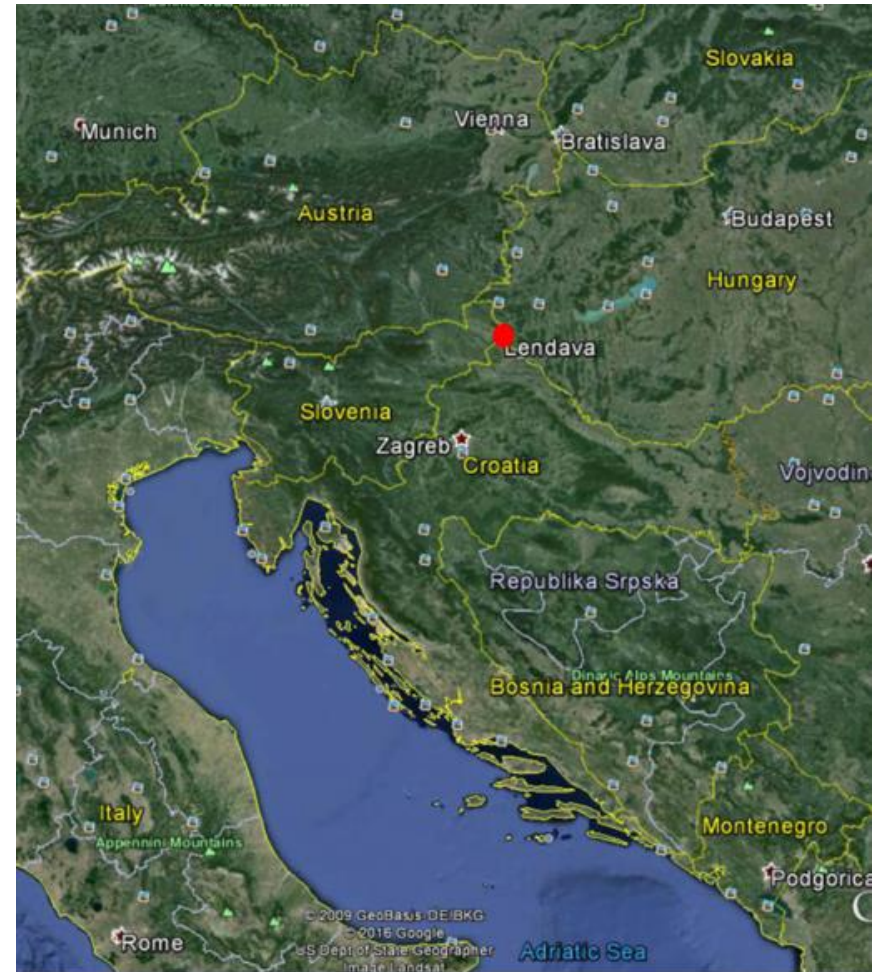 Slovakia
Munich
Vienna
Bratislava
Austria
Budapest
Hungary
Lendava
Slovenia
Zagreb
Croatia
Vojvodin
Republika Srpska
Dinaric Alps Mountains
Bosnia and Herzegovina
Italy
Appennini Mountains
Montenegro
Podgorica
© 2009 GeoBasis-DE/BKG
© 2016 Google
US Dept of State Geographer
Image Landsat
Rome
Adriatic Sea